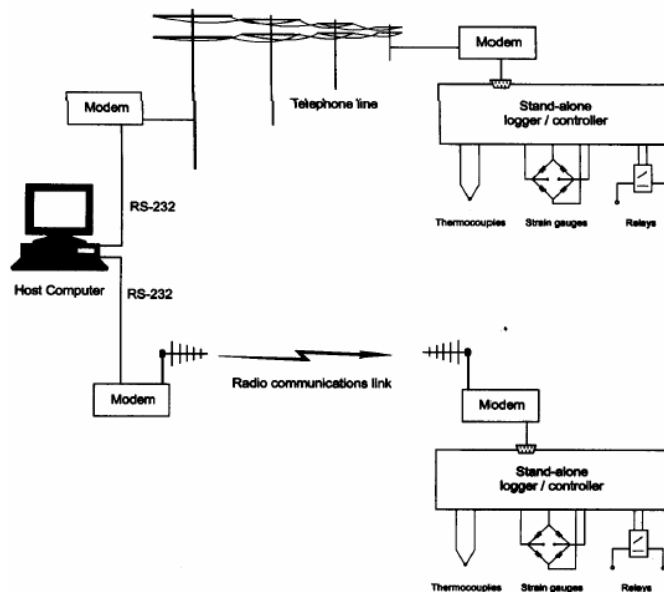 Modem
Telephone line
Modem
Stand-alone
logger / controller
Thermocouples
Strain gauges
Relays
RS-232
Host Computer
RS-232
Modem
Radio communications link
Modem
Stand-alone
logger / controller
Thermocouples
Strain gauges
Relays